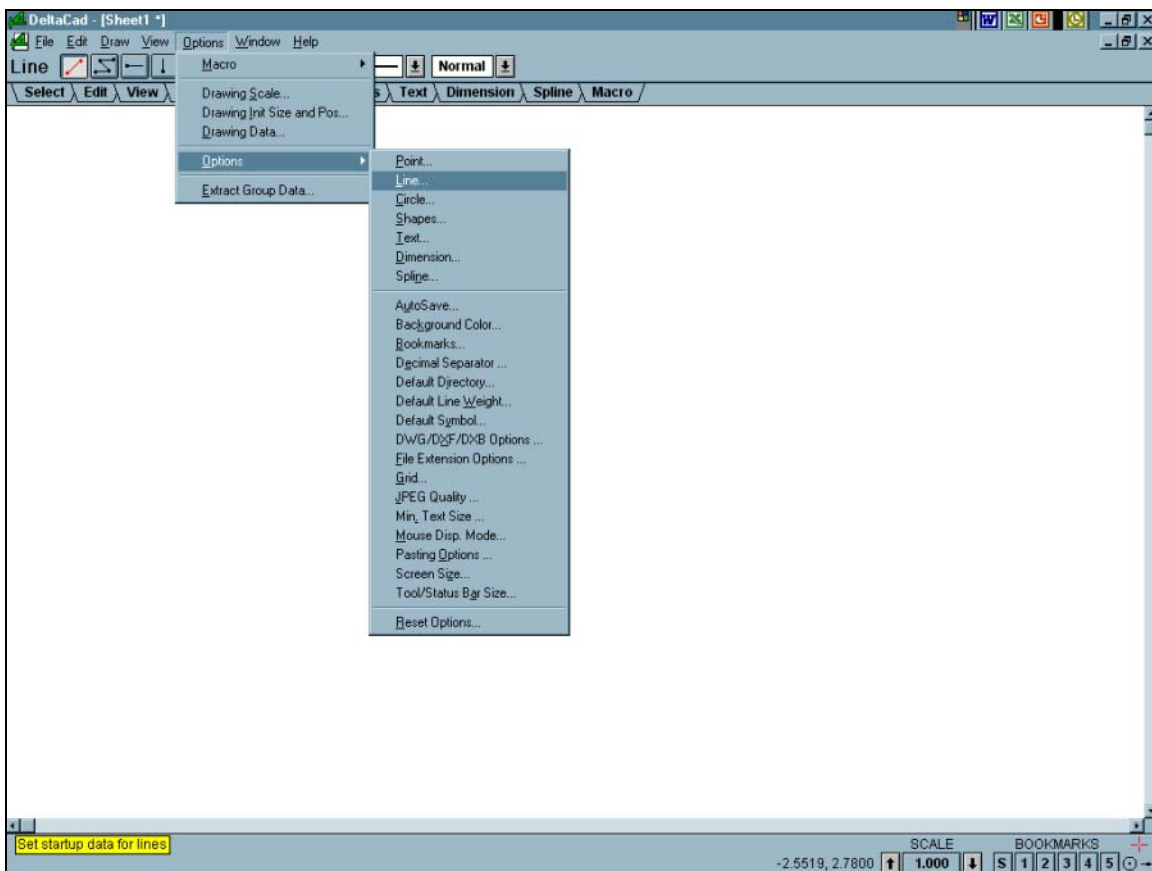 DeltaCad - [Sheet1 *]
File Edit Draw View Options Window Help
Line Normal
Select Edit View Text Dimension Spline Macro
Macro
Drawing Scale...
Drawing Init Size and Pos...
Drawing Data...
Options
Extract Group Data...
Point...
Line...
Circle...
Shapes...
Text...
Dimension...
Spline...
AutoSave...
Background Color...
Bookmarks...
Decimal Separator ...
Default Directory...
Default Line Weight...
Default Symbol...
DWG/DXF/DXB Options ...
File Extension Options ...
Grid...
JPEG Quality ...
Min. Text Size ...
Mouse Disp. Mode...
Pasting Options ...
Screen Size...
Tool/Status Bar Size...
Reset Options...
Set startup data for lines
SCALE BOOKMARKS
-2.5519, 2.7800 1.000 S 1 2 3 4 5